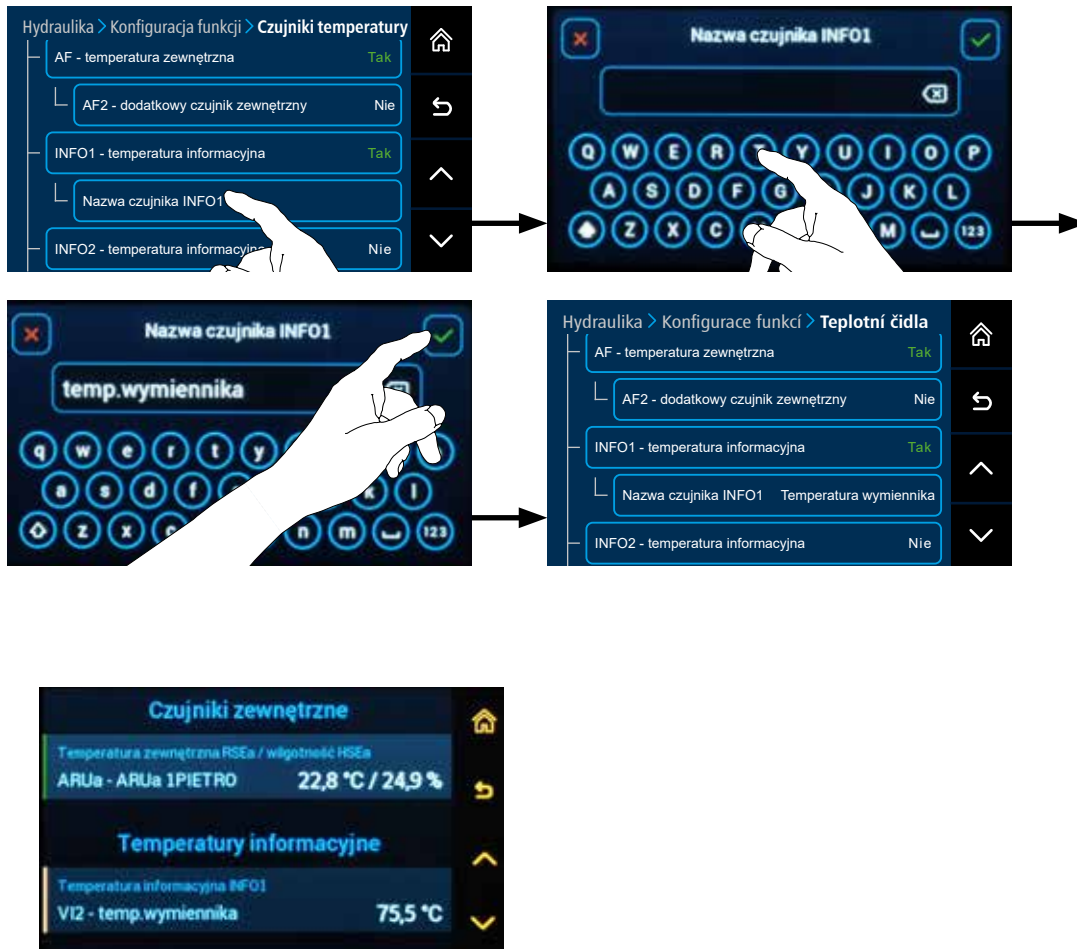 Hydraulika > Konfiguracja funkcji > Czujniki temperatury
AF - temperatura zewnętrzna Tak
AF2 - dodatkowy czujnik zewnętrzny Nie
INFO1 - temperatura informacyjna Tak
Nazwa czujnika INFO1
INFO2 - temperatura informacyjna Nie
Nazwa czujnika INFO1
Q W E R T Y U I O P
A S D F G J K L
Z X C M 123
Nazwa czujnika INFO1
temp.wymiennika
q w e r t y
a s d f k l
z x c n m 123
Hydraulika > Konfigurace funkcí > Teplotní čidla
AF - temperatura zewnętrzna Tak
AF2 - dodatkowy czujnik zewnętrzny Nie
INFO1 - temperatura informacyjna Tak
Nazwa czujnika INFO1 Temperatura wymiennika
INFO2 - temperatura informacyjna Nie
Czujniki zewnętrzne
Temperatura zewnętrzna RSEa / wilgotność HSEa
ARUa - ARUa 1PIETRO 22,8 °C / 24,9 %
Temperatury informacyjne
Temperatura informacyjna INFO1
VI2 - temp.wymiennika 75,5 °C